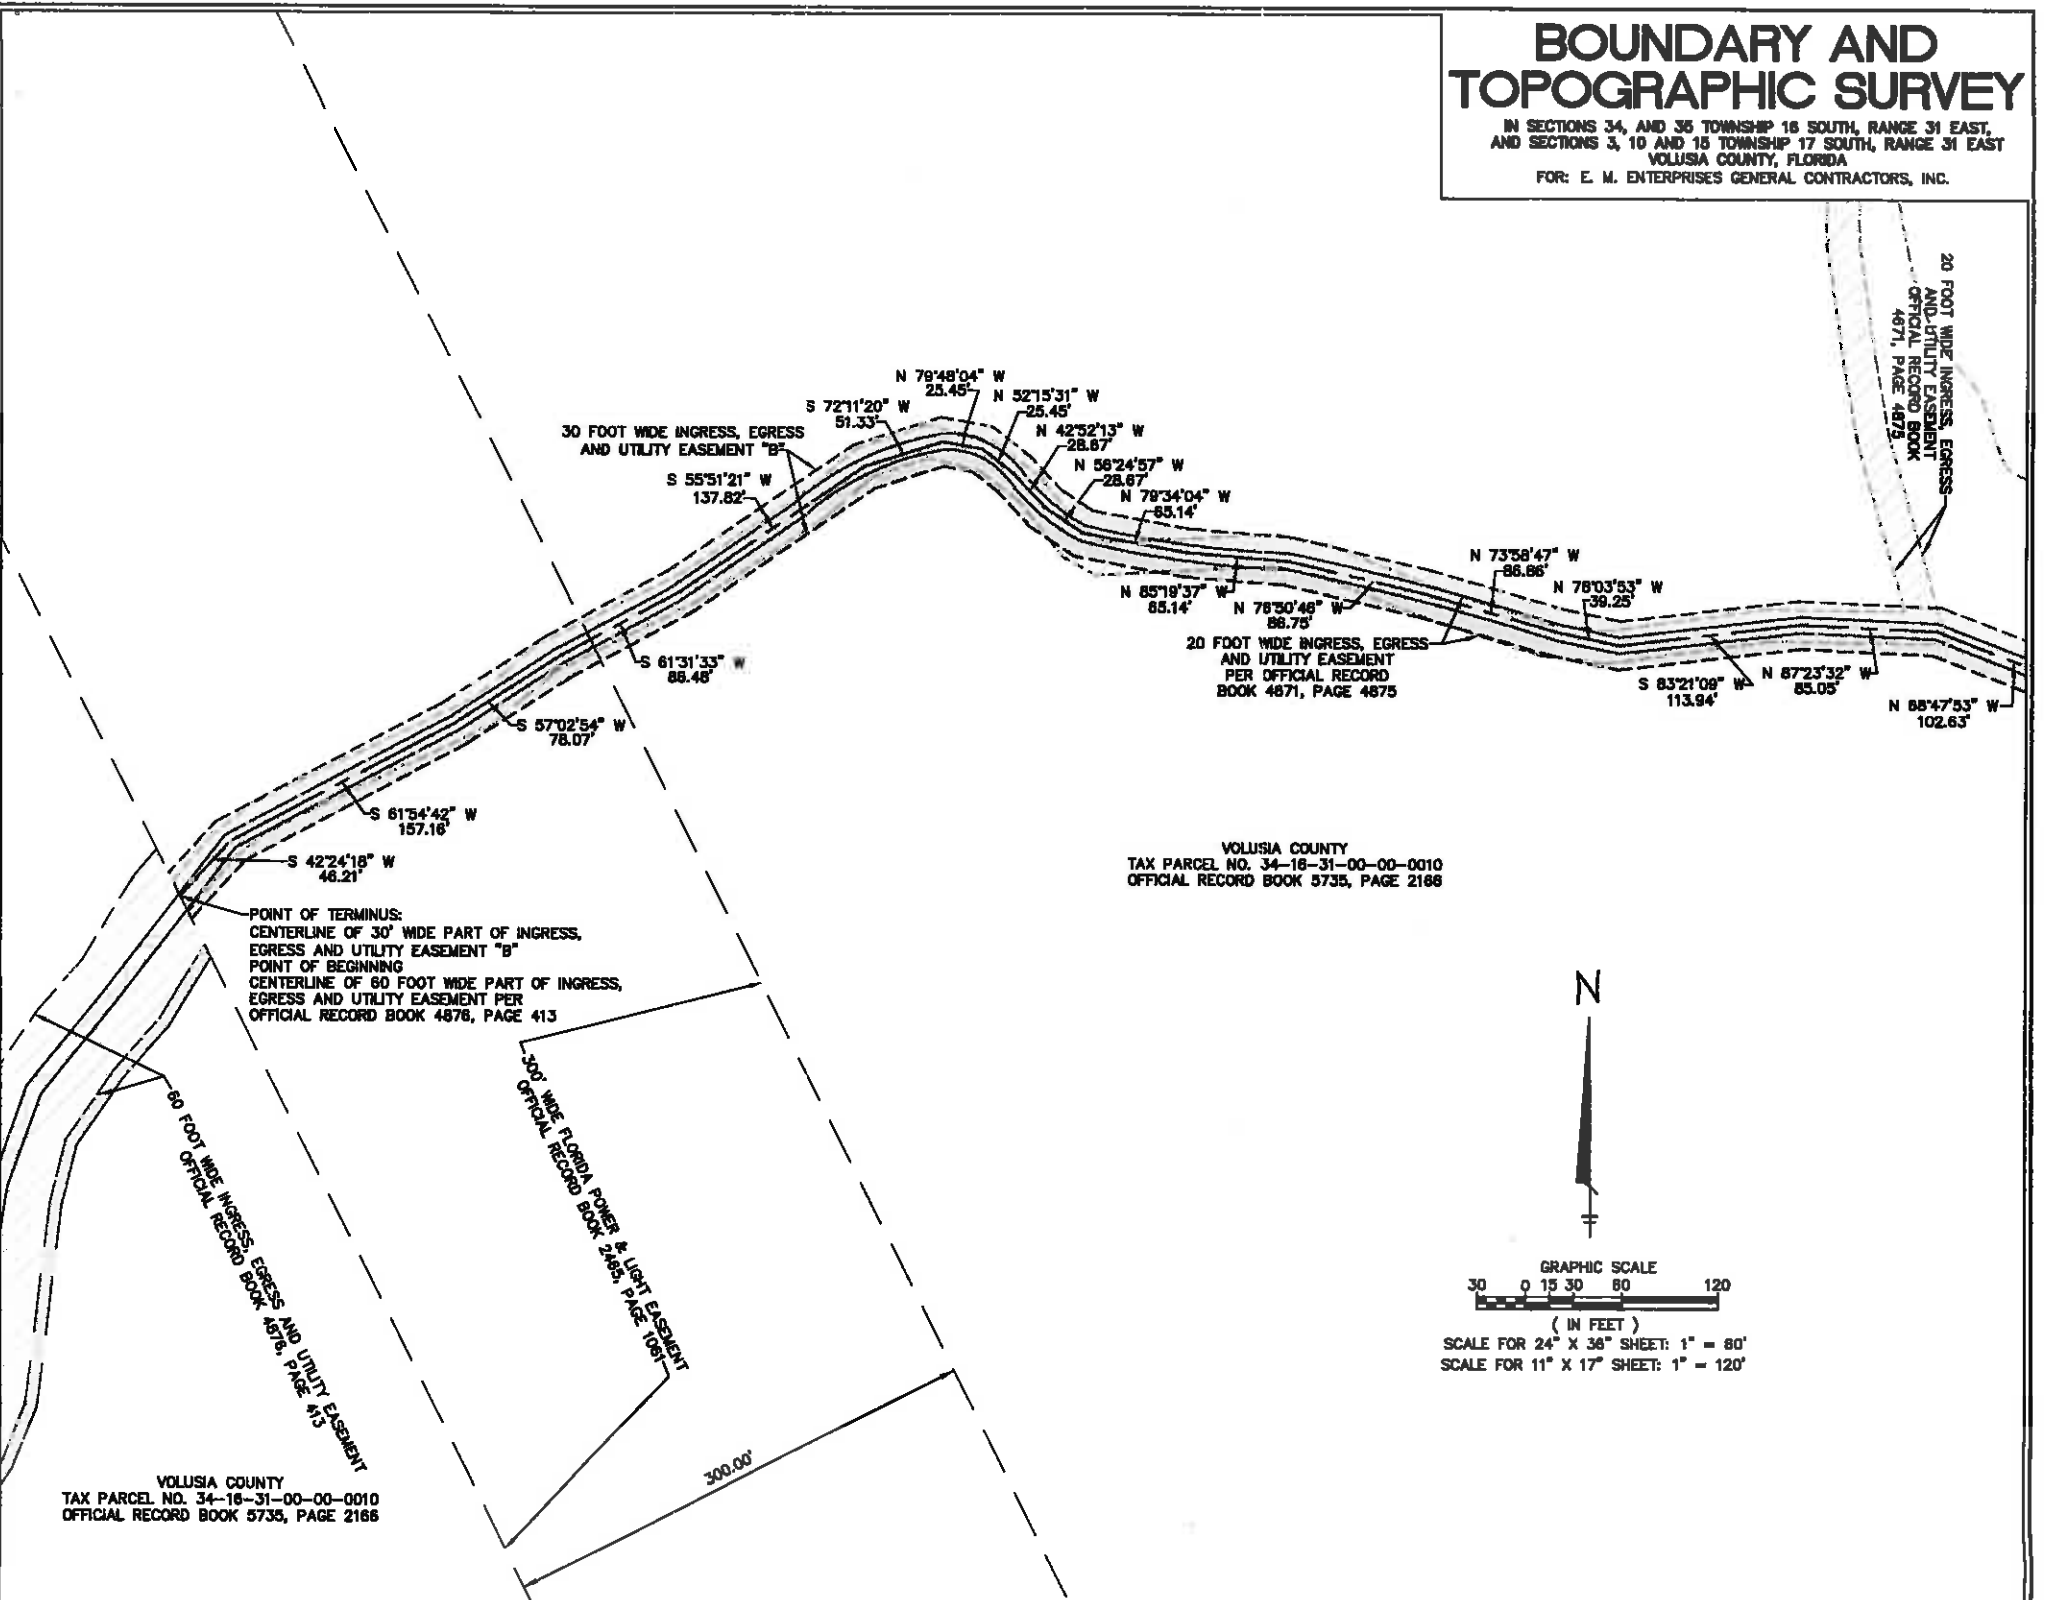 BOUNDARY AND
TOPOGRAPHIC SURVEY
IN SECTIONS 34, AND 35 TOWNSHIP 16 SOUTH, RANGE 31 EAST,
AND SECTIONS 3, 10 AND 15 TOWNSHIP 17 SOUTH, RANGE 31 EAST
VOLUSIA COUNTY, FLORIDA
FOR: E. M. ENTERPRISES GENERAL CONTRACTORS, INC.
20 FOOT WIDE INGRESS, EGRESS
AND UTILITY EASEMENT
OFFICIAL RECORD BOOK
4671, PAGE 4875
N 79°48'04" W
25.45'
N 52°15'31" W
25.45'
S 72°11'20" W
51.33'
N 42°52'13" W
28.67'
30 FOOT WIDE INGRESS, EGRESS
AND UTILITY EASEMENT "B"
N 56°24'57" W
28.67'
S 55°51'21" W
137.82'
N 79°34'04" W
65.14'
N 73°58'47" W
86.86'
N 85°19'37" W
65.14'
N 76°50'46" W
86.75'
N 78°03'53" W
39.25'
20 FOOT WIDE INGRESS, EGRESS
AND UTILITY EASEMENT
PER OFFICIAL RECORD
BOOK 4671, PAGE 4875
S 61°31'33" W
86.46'
S 83°21'09" W
113.94'
N 87°23'32" W
85.05'
N 68°47'53" W
102.63'
S 57°02'54" W
78.07'
S 61°54'42" W
157.16'
S 42°24'18" W
46.21'
VOLUSIA COUNTY
TAX PARCEL NO. 34-16-31-00-00-0010
OFFICIAL RECORD BOOK 5735, PAGE 2166
POINT OF TERMINUS:
CENTERLINE OF 30' WIDE PART OF INGRESS,
EGRESS AND UTILITY EASEMENT "B"
POINT OF BEGINNING
CENTERLINE OF 60 FOOT WIDE PART OF INGRESS,
EGRESS AND UTILITY EASEMENT PER
OFFICIAL RECORD BOOK 4876, PAGE 413
N
300' WIDE FLORIDA POWER & LIGHT EASEMENT
OFFICIAL RECORD BOOK 2465, PAGE 1061
60 FOOT WIDE INGRESS, EGRESS AND UTILITY EASEMENT
OFFICIAL RECORD BOOK 4876, PAGE 413
GRAPHIC SCALE
30 0 15 30 60 120
( IN FEET )
SCALE FOR 24" X 36" SHEET: 1" = 60'
SCALE FOR 11" X 17" SHEET: 1" = 120'
300.00'
VOLUSIA COUNTY
TAX PARCEL NO. 34-16-31-00-00-0010
OFFICIAL RECORD BOOK 5735, PAGE 2166